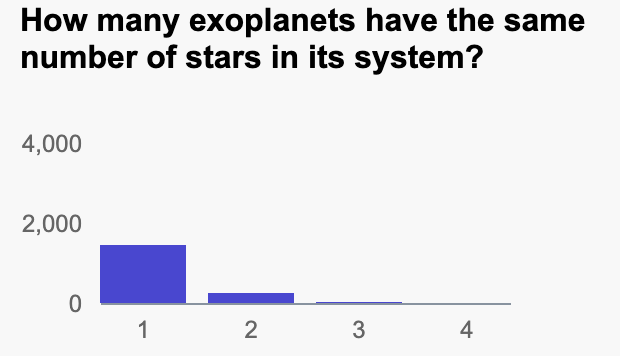 How many exoplanets have the same
number of stars in its system?
4,000
2,000
0
1 2 3 4